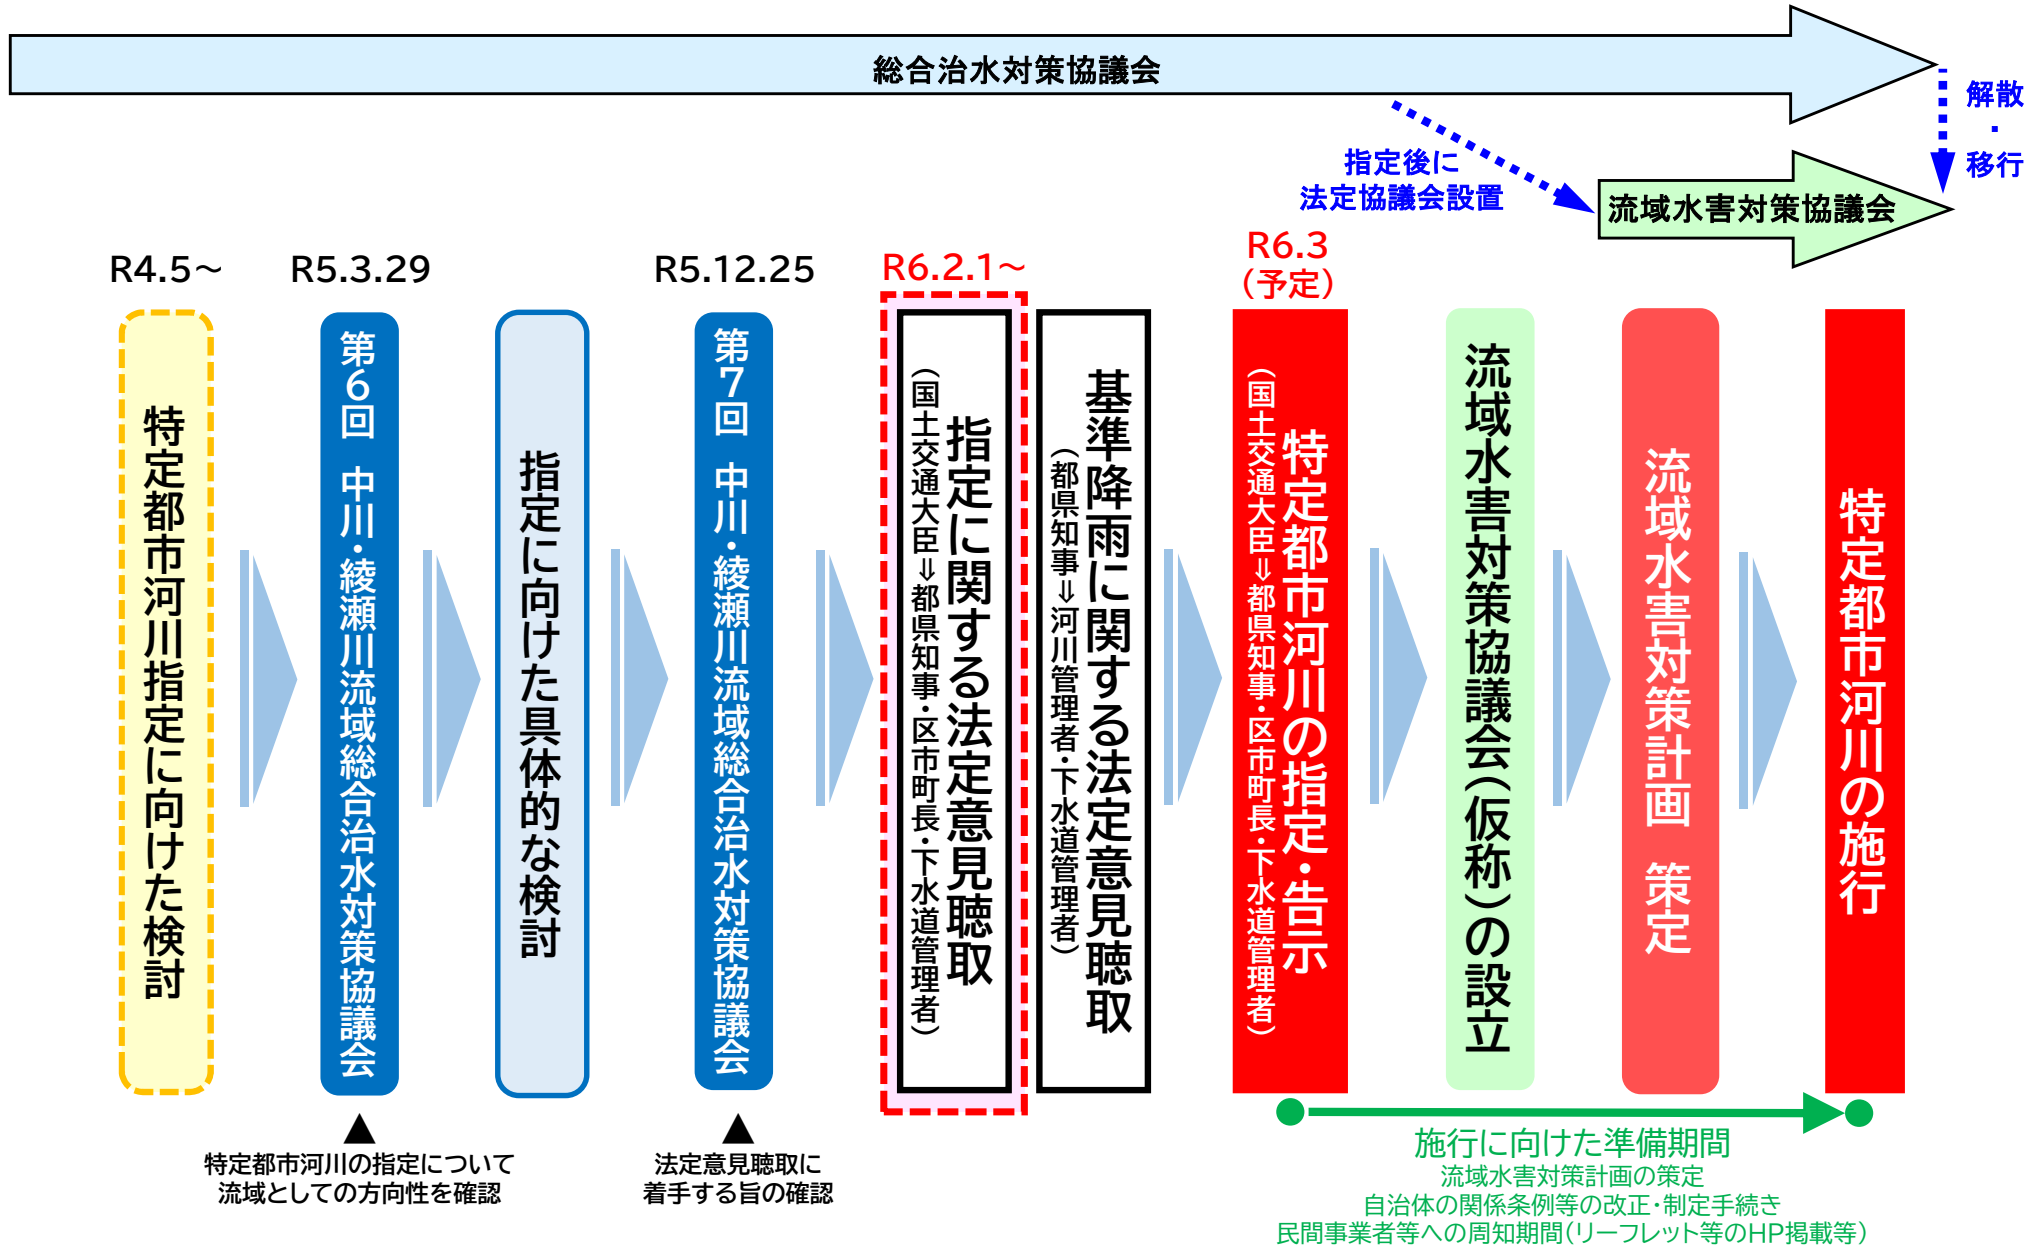 総合治水対策協議会
解散
・
移行
指定後に
法定協議会設置
流域水害対策協議会
R4.5～
R5.3.29
R5.12.25
R6.2.1～
R6.3
（予定）
特定都市河川指定に向けた検討
第6回 中川・綾瀬川流域総合治水対策協議会
指定に向けた具体的な検討
第7回 中川・綾瀬川流域総合治水対策協議会
指定に関する法定意見聴取
（国土交通大臣⇒都県知事・区市町長・下水道管理者）
基準降雨に関する法定意見聴取
（都県知事⇒河川管理者・下水道管理者）
特定都市河川の指定・告示
（国土交通大臣⇒都県知事・区市町長・下水道管理者）
流域水害対策協議会（仮称）の設立
流域水害対策計画 策定
特定都市河川の施行
▲
特定都市河川の指定について
流域としての方向性を確認
▲
法定意見聴取に
着手する旨の確認
施行に向けた準備期間
流域水害対策計画の策定
自治体の関係条例等の改正・制定手続き
民間事業者等への周知期間（リーフレット等のHP掲載等）